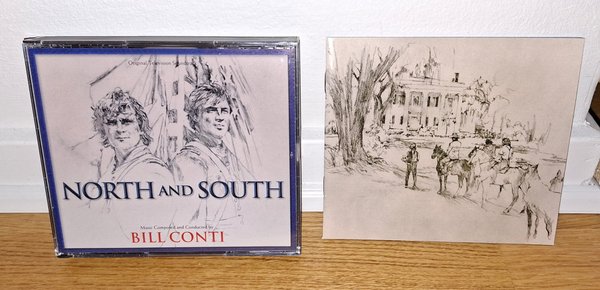 Original Television Soundtrack
NORTH AND SOUTH
Music Composed and Conducted by
BILL CONTI